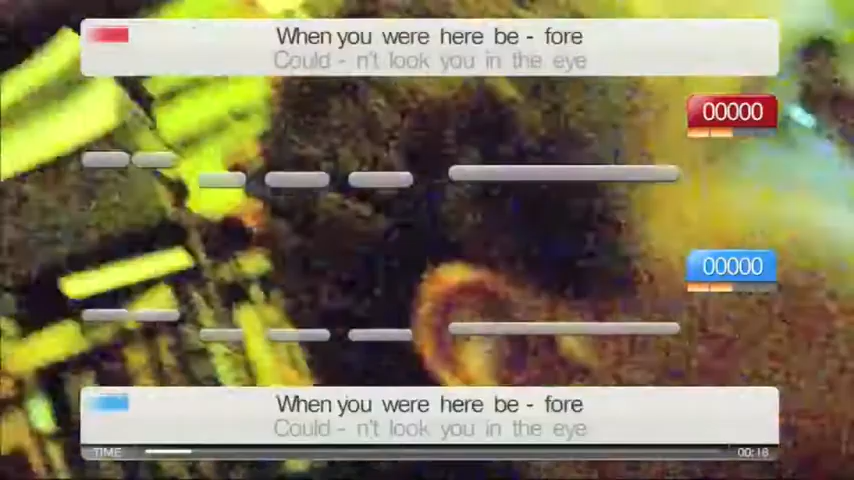 When you were here be - fore
Could - n't look you in the eye
00000
00000
When you were here be - fore
Could - n't look you in the eye
TIME 00:16